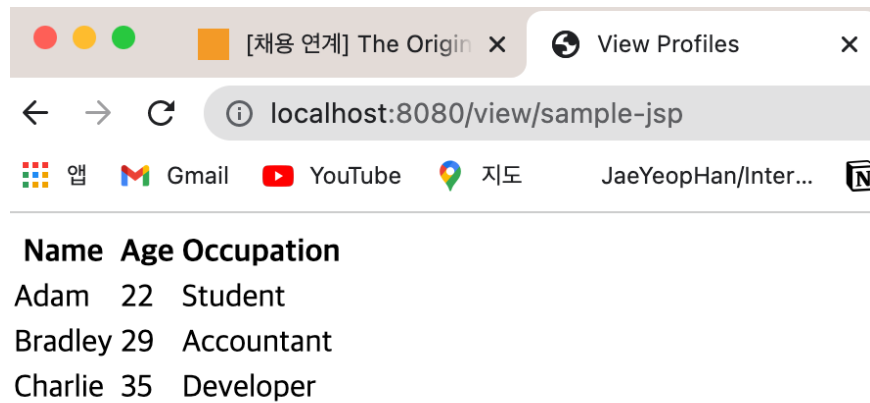 [채용 연계] The Origin
View Profiles
localhost:8080/view/sample-jsp
앱 Gmail YouTube 지도 JaeYeopHan/Inter...
Name Age Occupation
Adam 22 Student
Bradley 29 Accountant
Charlie 35 Developer